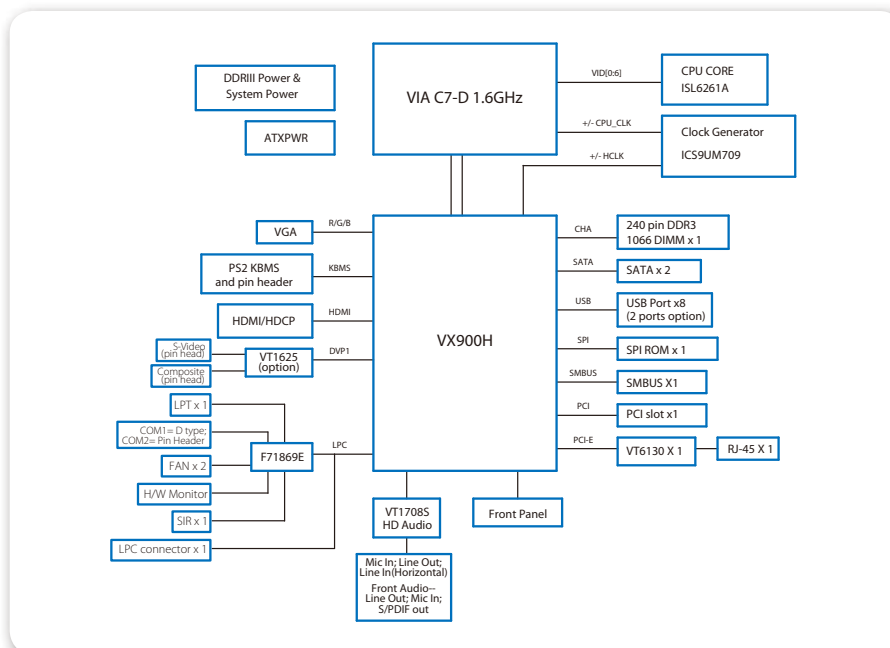 DDRIII Power &
System Power
ATXPWR
VIA C7-D 1.6GHz
VID[0:6]
CPU CORE
ISL6261A
+/- CPU_CLK
Clock Generator
ICS9UM709
+/- HCLK
VGA
R/G/B
PS2 KBMS
and pin header
KBMS
HDMI/HDCP
HDMI
S-Video
(pin head)
Composite
(pin head)
VT1625
(option)
DVP1
LPT x 1
COM1= D type;
COM2= Pin Header
FAN x 2
H/W Monitor
SIR x 1
LPC connector x 1
F71869E
LPC
VX900H
CHA
240 pin DDR3
1066 DIMM x 1
SATA
SATA x 2
USB
USB Port x8
(2 ports option)
SPI
SPI ROM x 1
SMBUS
SMBUS X1
PCI
PCI slot x1
PCI-E
VT6130 X 1
RJ-45 X 1
VT1708S
HD Audio
Front Panel
Mic In; Line Out;
Line In(Horizontal)
Front Audio--
Line Out; Mic In;
S/PDIF out